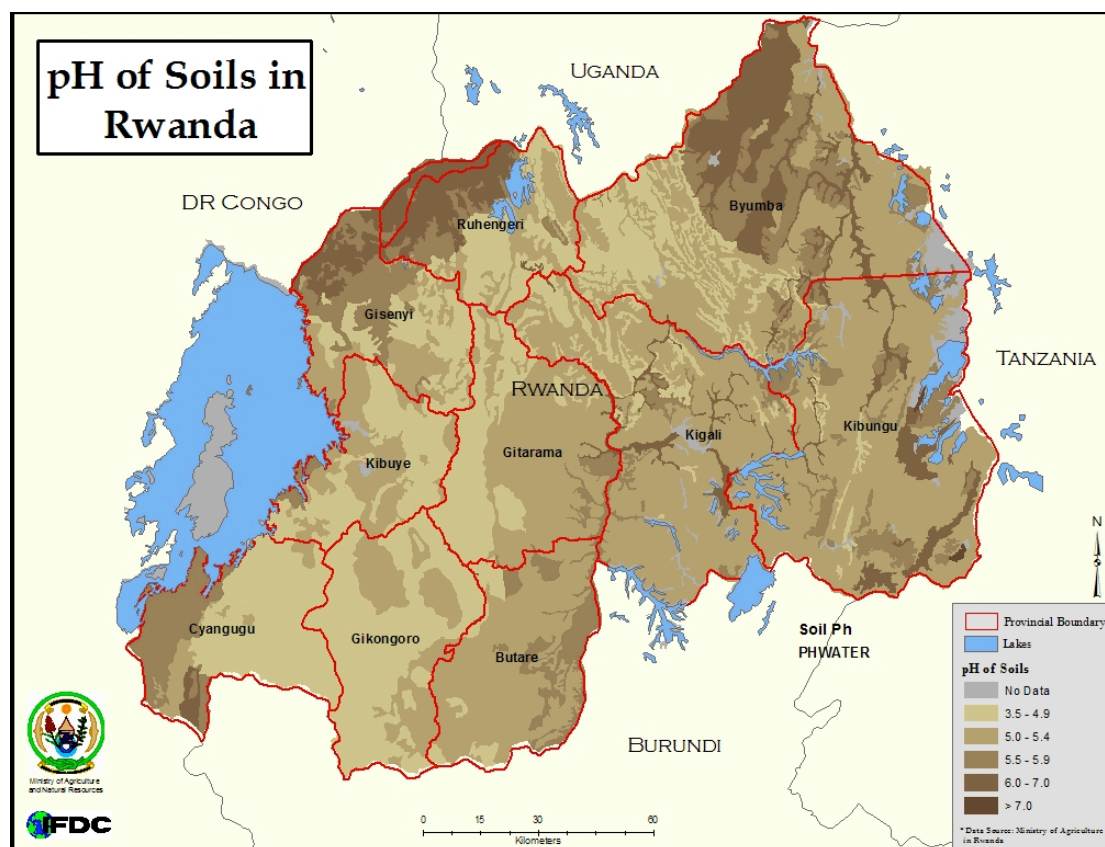 pH of Soils in
Rwanda
UGANDA
DR CONGO
Byumba
Ruhengeri
Gisenyi
TANZANIA
RWANDA
Kibungu
Kigali
Gitarama
Kibuye
Cyangugu
Gikongoro
Butare
BURUNDI
N
Soil Ph
PHWATER
Provincial Boundary
Lakes
pH of Soils
No Data
3.5 - 4.9
5.0 - 5.4
5.5 - 5.9
6.0 - 7.0
> 7.0
* Data Source: Ministry of Agriculture
in Rwanda
Ministry of Agriculture
and Natural Resources
IFDC
0 15 30 60
Kilometers